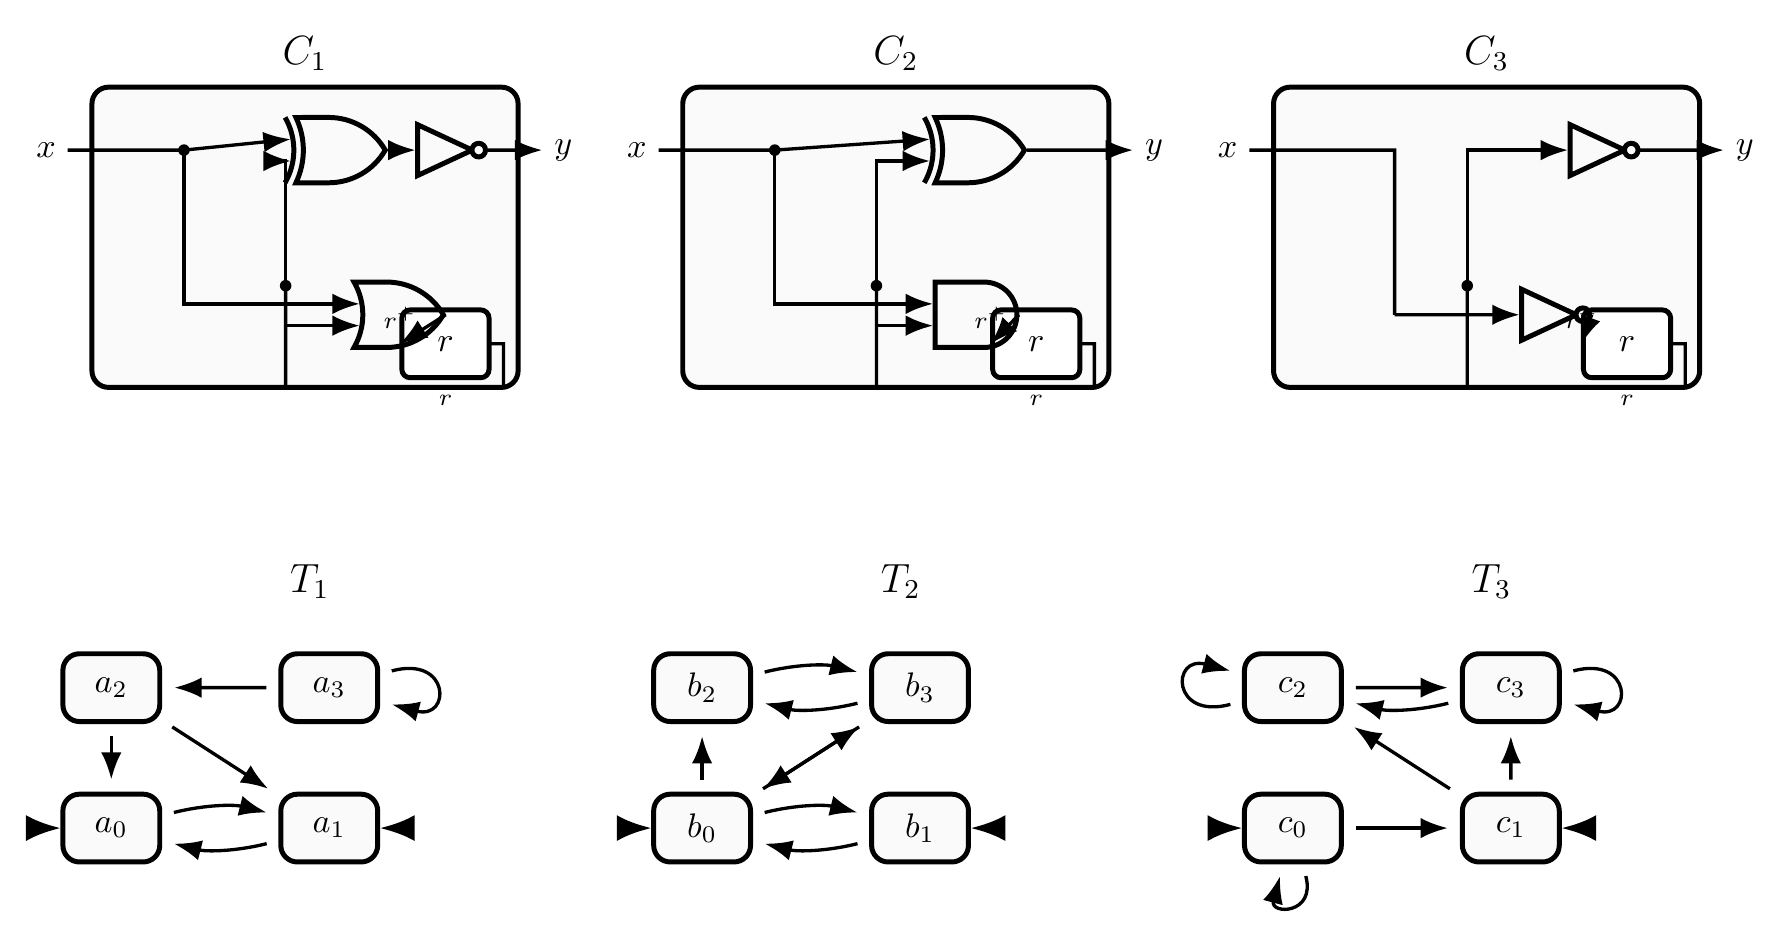 C₁ C₂ C₃
x y x y x y
r⁺ r r⁺ r r
r r r
T₁ T₂ T₃
a₂ a₃ b₂ b₃ c₂ c₃
a₀ a₁ b₀ b₁ c₀ c₁